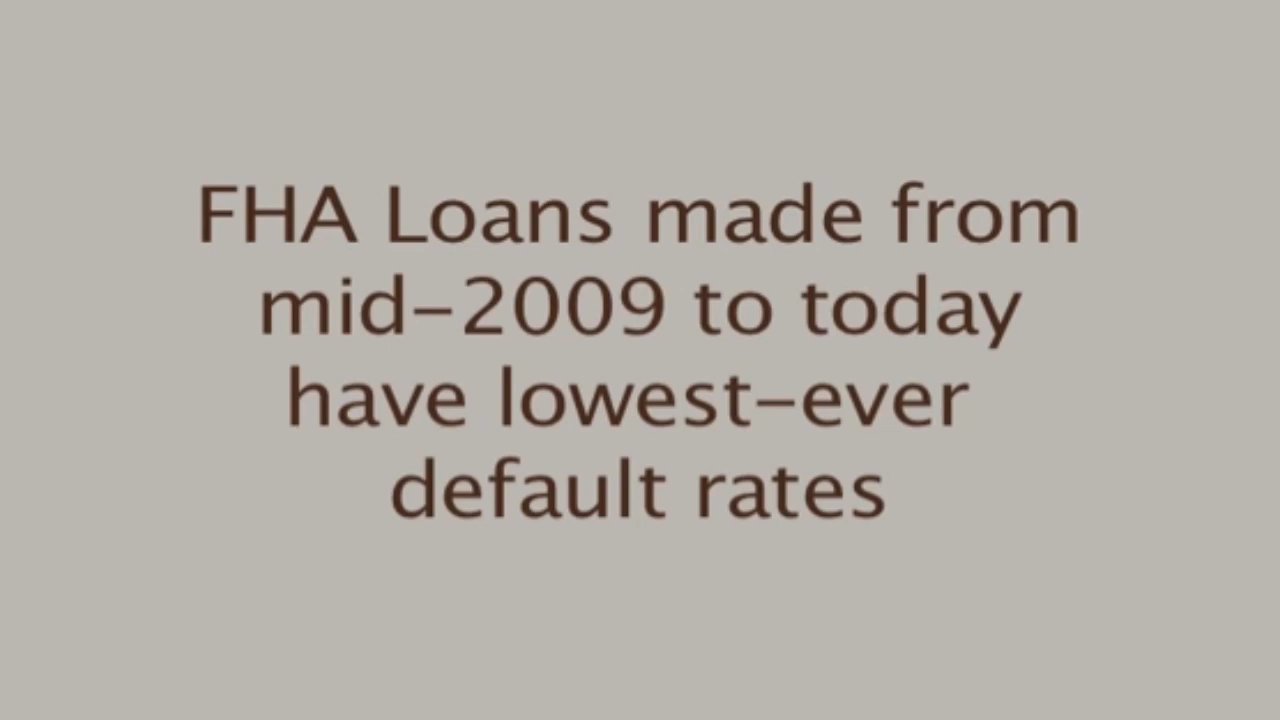 FHA Loans made from
mid-2009 to today
have lowest-ever
default rates